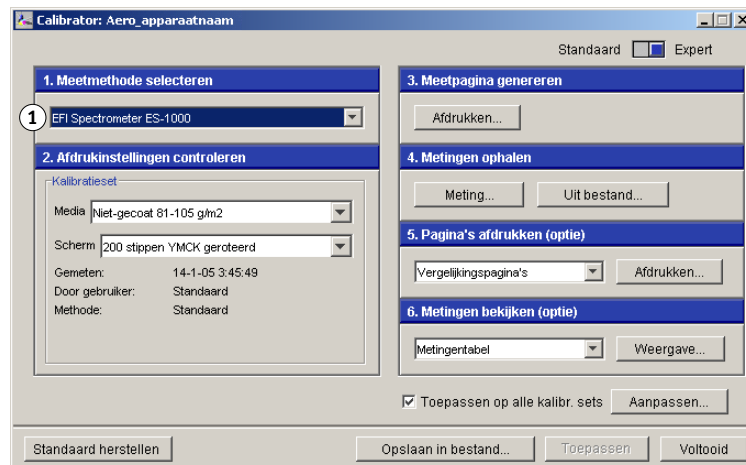 Calibrator: Aero_apparaatnaam
Standaard Expert
1. Meetmethode selecteren
1
EFI Spectrometer ES-1000
2. Afdrukinstellingen controleren
Kalibratieset
Media Niet-gecoat 81-105 g/m2
Scherm 200 stippen YMCK geroteerd
Gemeten: 14-1-05 3:45:49
Door gebruiker: Standaard
Methode: Standaard
3. Meetpagina genereren
Afdrukken...
4. Metingen ophalen
Meting... Uit bestand...
5. Pagina's afdrukken (optie)
Vergelijkingspagina's Afdrukken...
6. Metingen bekijken (optie)
Metingentabel Weergave...
Toepassen op alle kalibr. sets Aanpassen...
Standaard herstellen Opslaan in bestand... Toepassen Voltooid